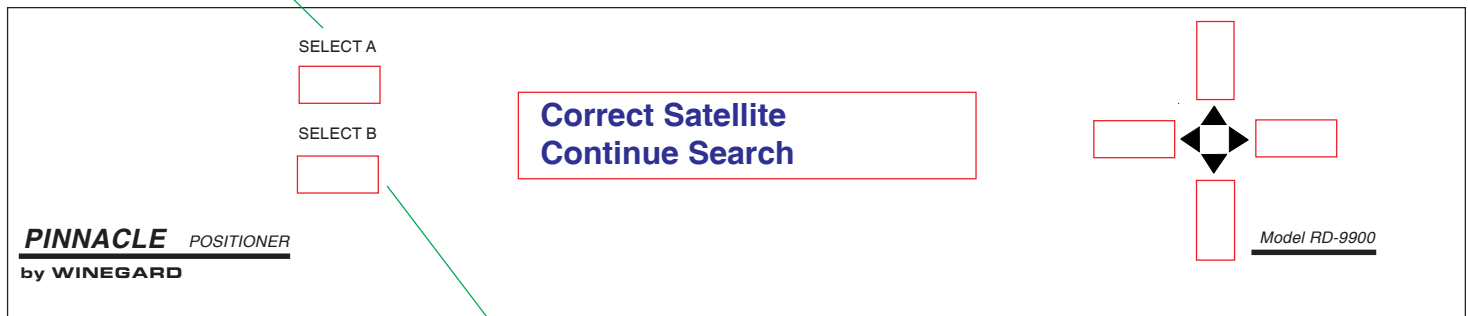 SELECT A
Correct Satellite
Continue Search
SELECT B
PINNACLE POSITIONER
by WINEGARD
Model RD-9900